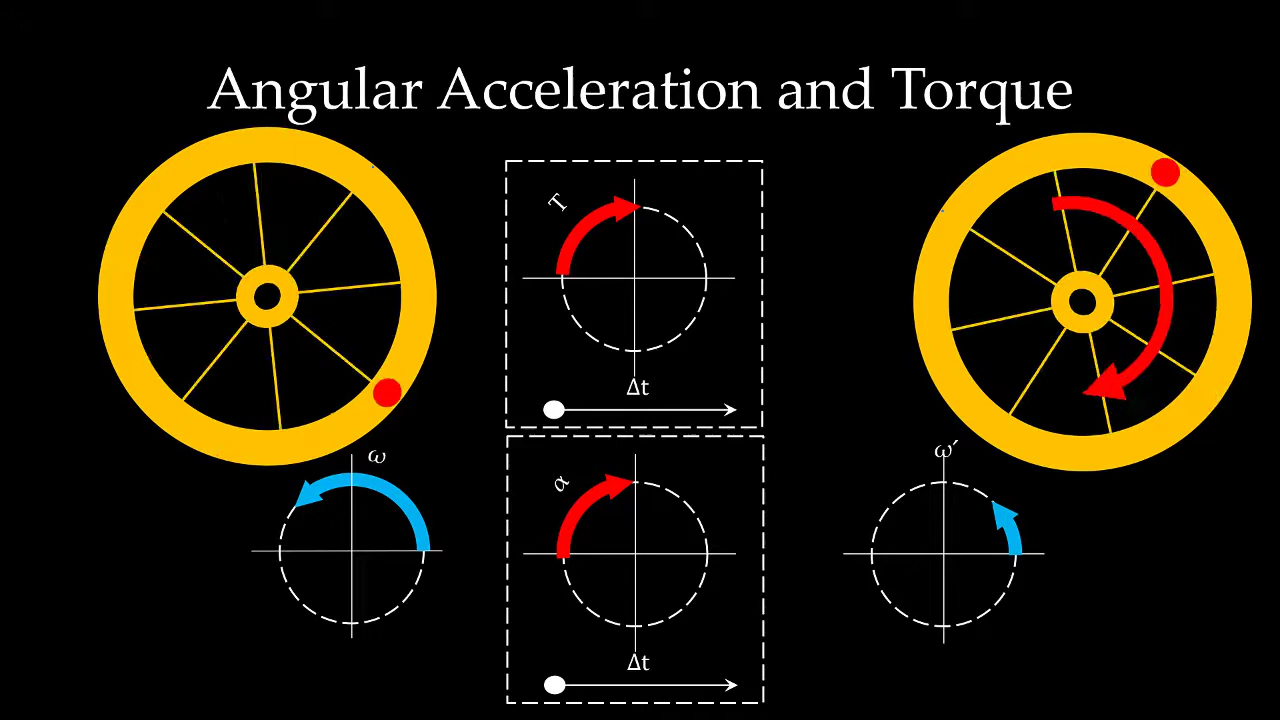 Angular Acceleration and Torque
T
Δt
ω
α
ω′
Δt